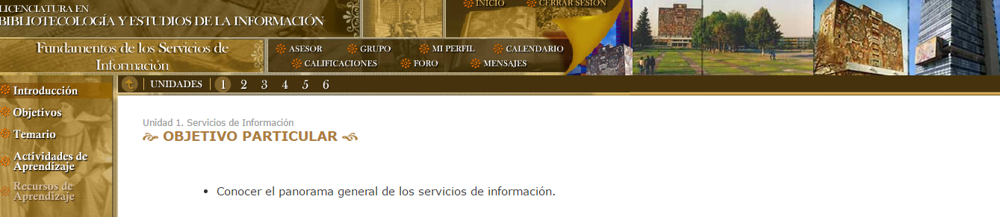 LICENCIATURA EN
BIBLIOTECOLOGÍA Y ESTUDIOS DE LA INFORMACIÓN
INICIO
CERRAR SESIÓN
Fundamentos de los Servicios de
Información
ASESOR
GRUPO
MI PERFIL
CALENDARIO
CALIFICACIONES
FORO
MENSAJES
UNIDADES 1 2 3 4 5 6
Introducción
Objetivos
Temario
Actividades de
Aprendizaje
Recursos de
Aprendizaje
Unidad 1. Servicios de Información
OBJETIVO PARTICULAR
• Conocer el panorama general de los servicios de información.